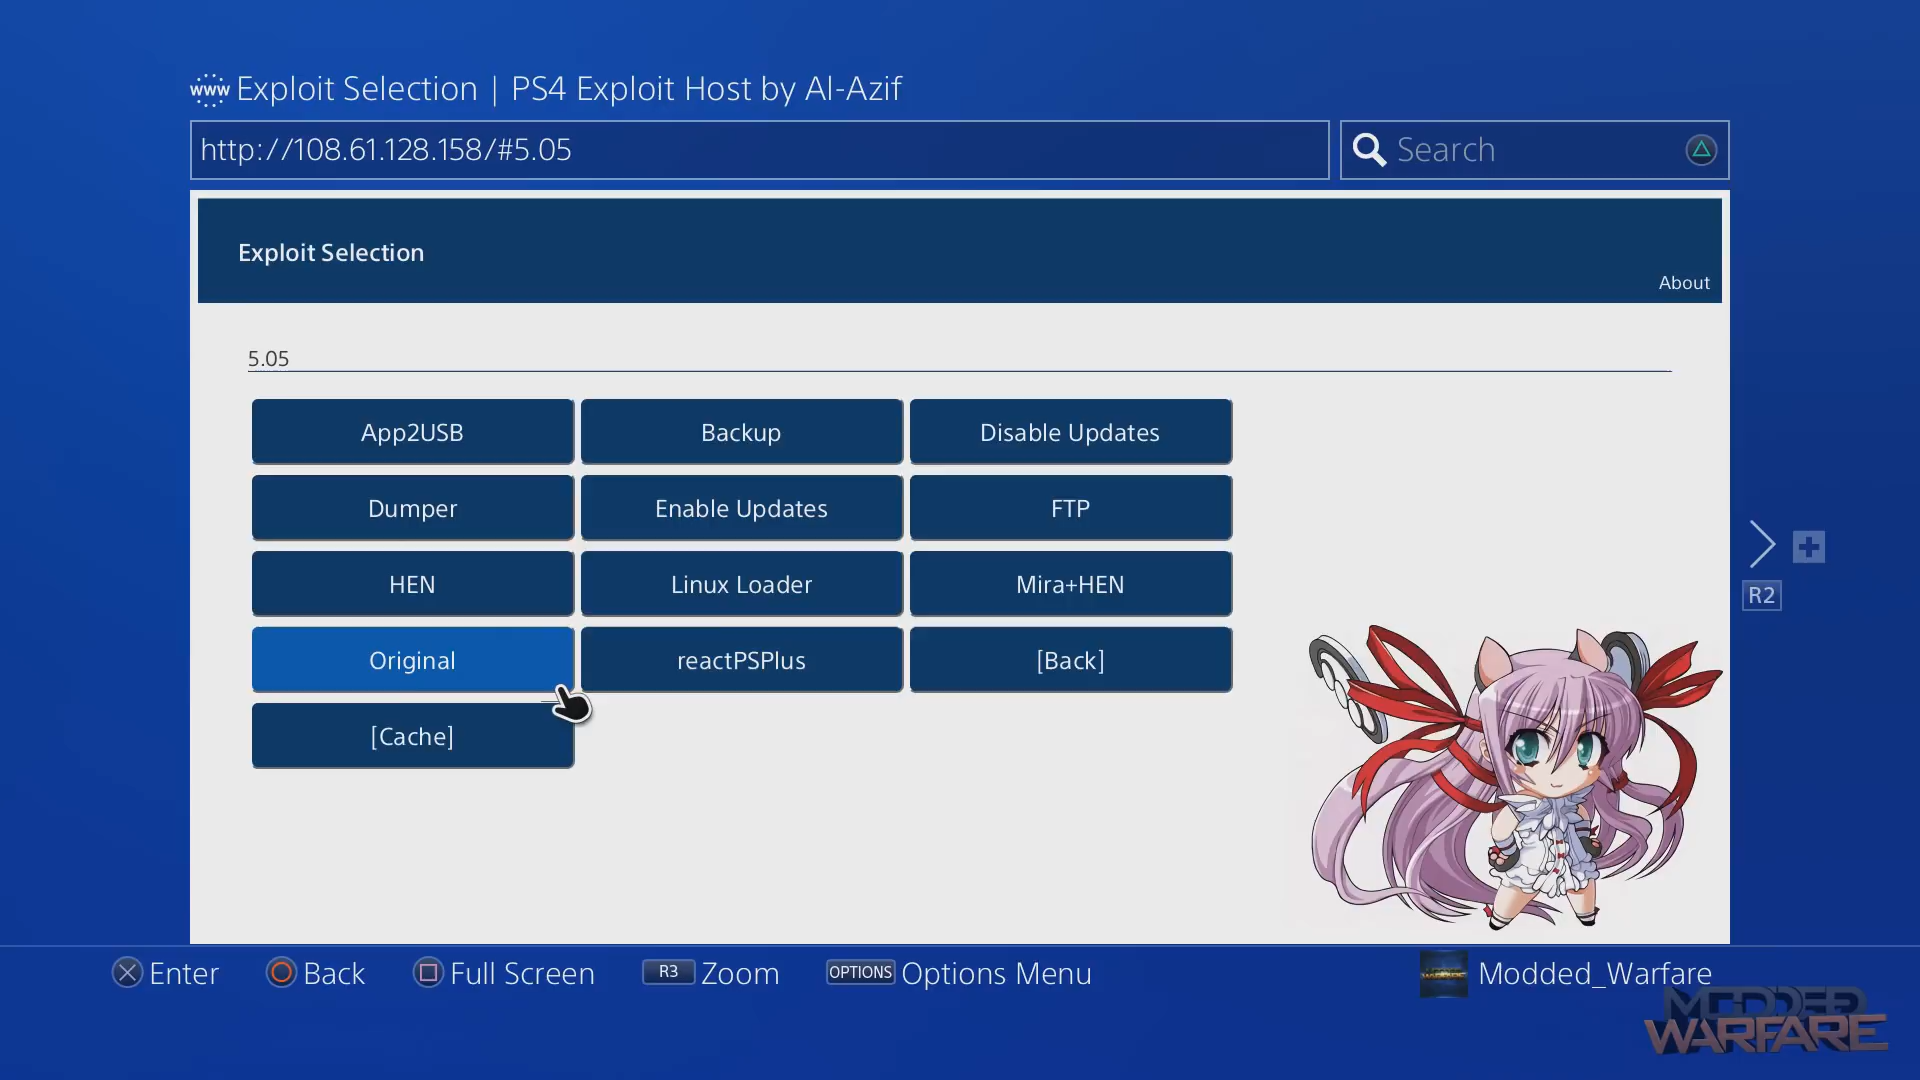 www Exploit Selection | PS4 Exploit Host by Al-Azif
http://108.61.128.158/#5.05
Search
Exploit Selection
About
5.05
App2USB Backup Disable Updates
Dumper Enable Updates FTP
HEN Linux Loader Mira+HEN
Original reactPSPlus [Back]
[Cache]
R2
Enter Back Full Screen R3 Zoom OPTIONS Options Menu Modded_Warfare
MODDED
WARFARE